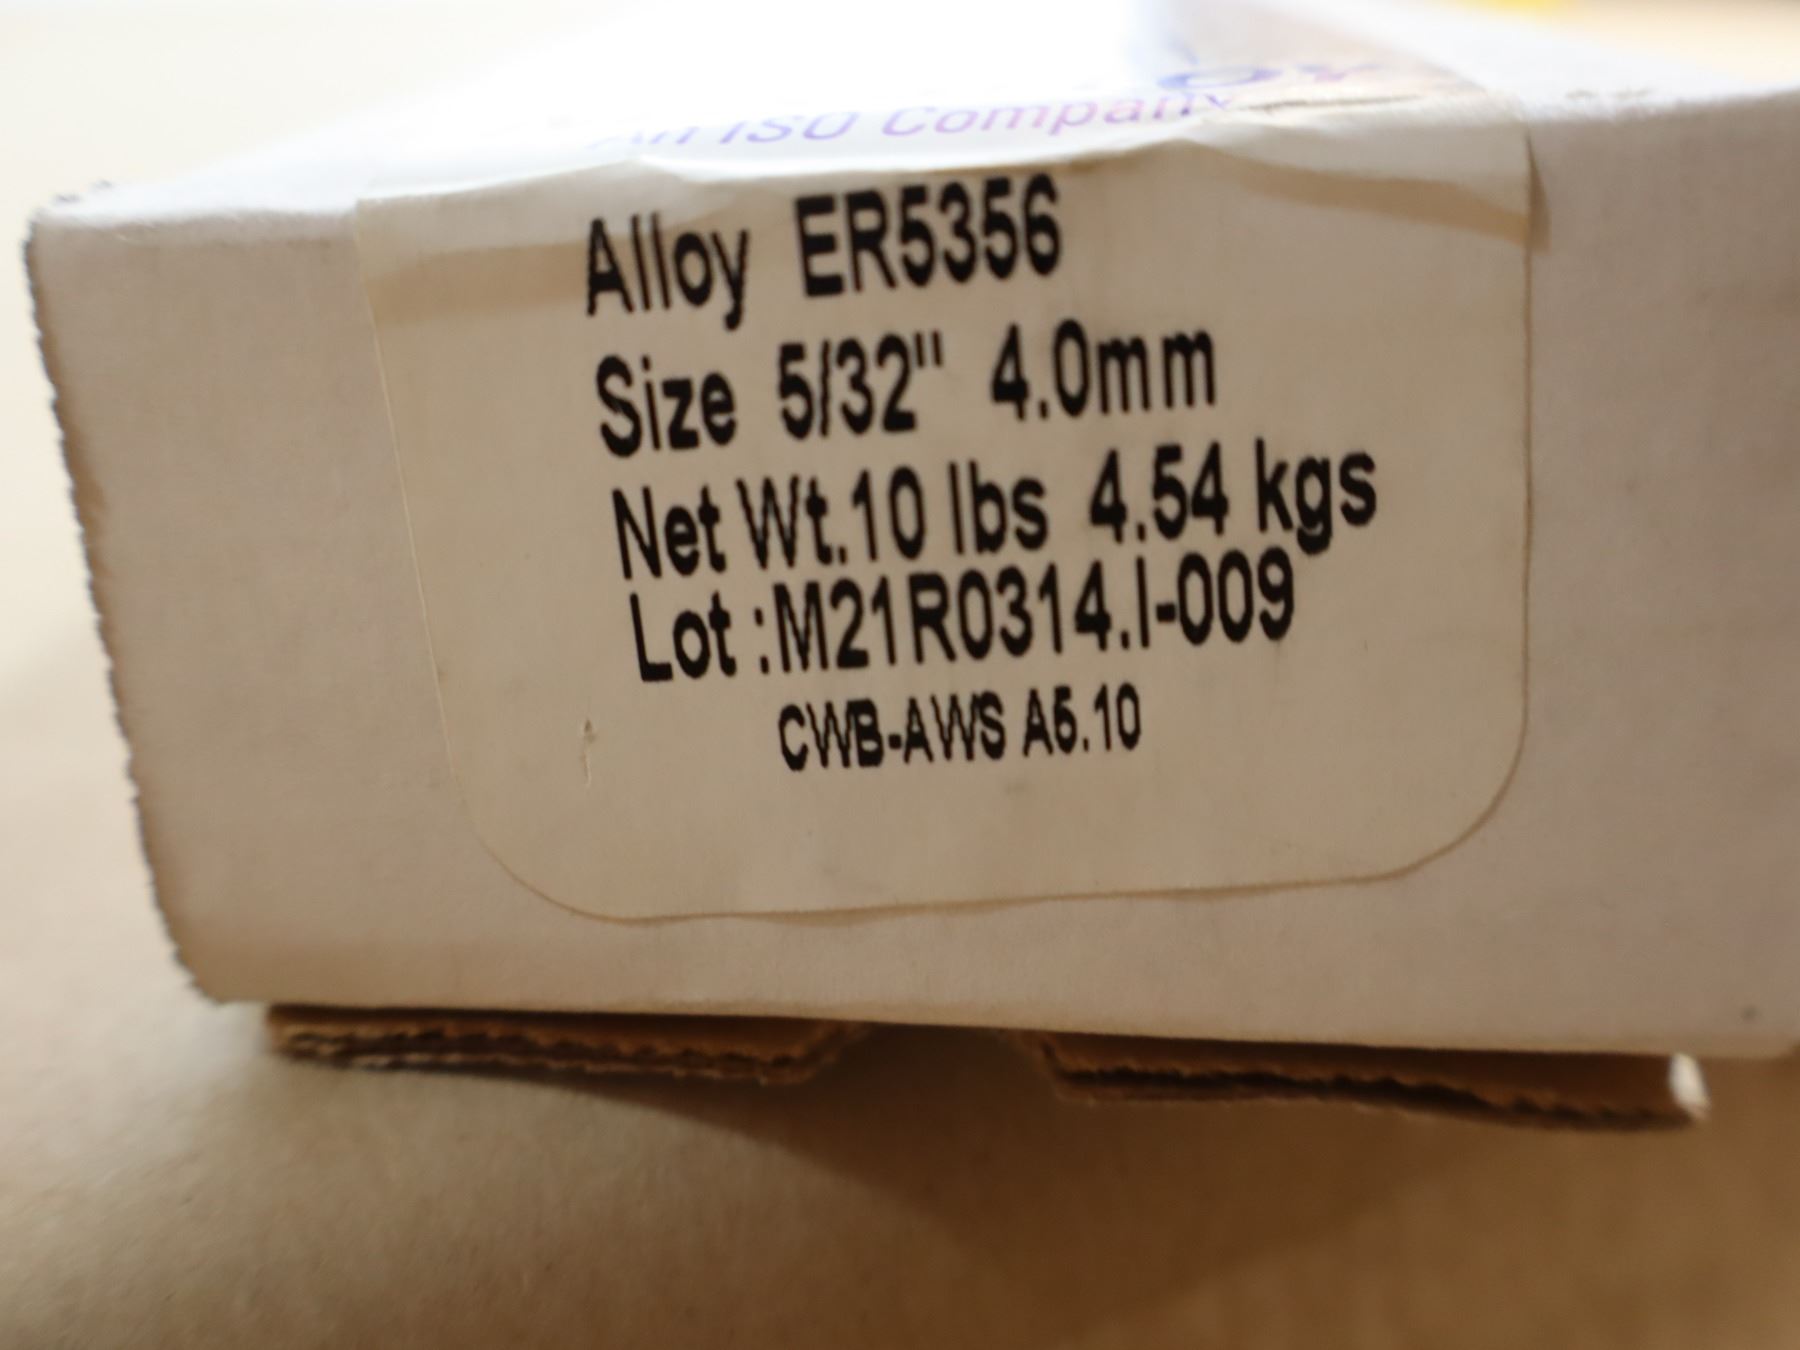 An ISO Company
Alloy ER5356
Size 5/32" 4.0mm
Net Wt.10 lbs 4.54 kgs
Lot :M21R0314.I-009
CWB-AWS A5.10